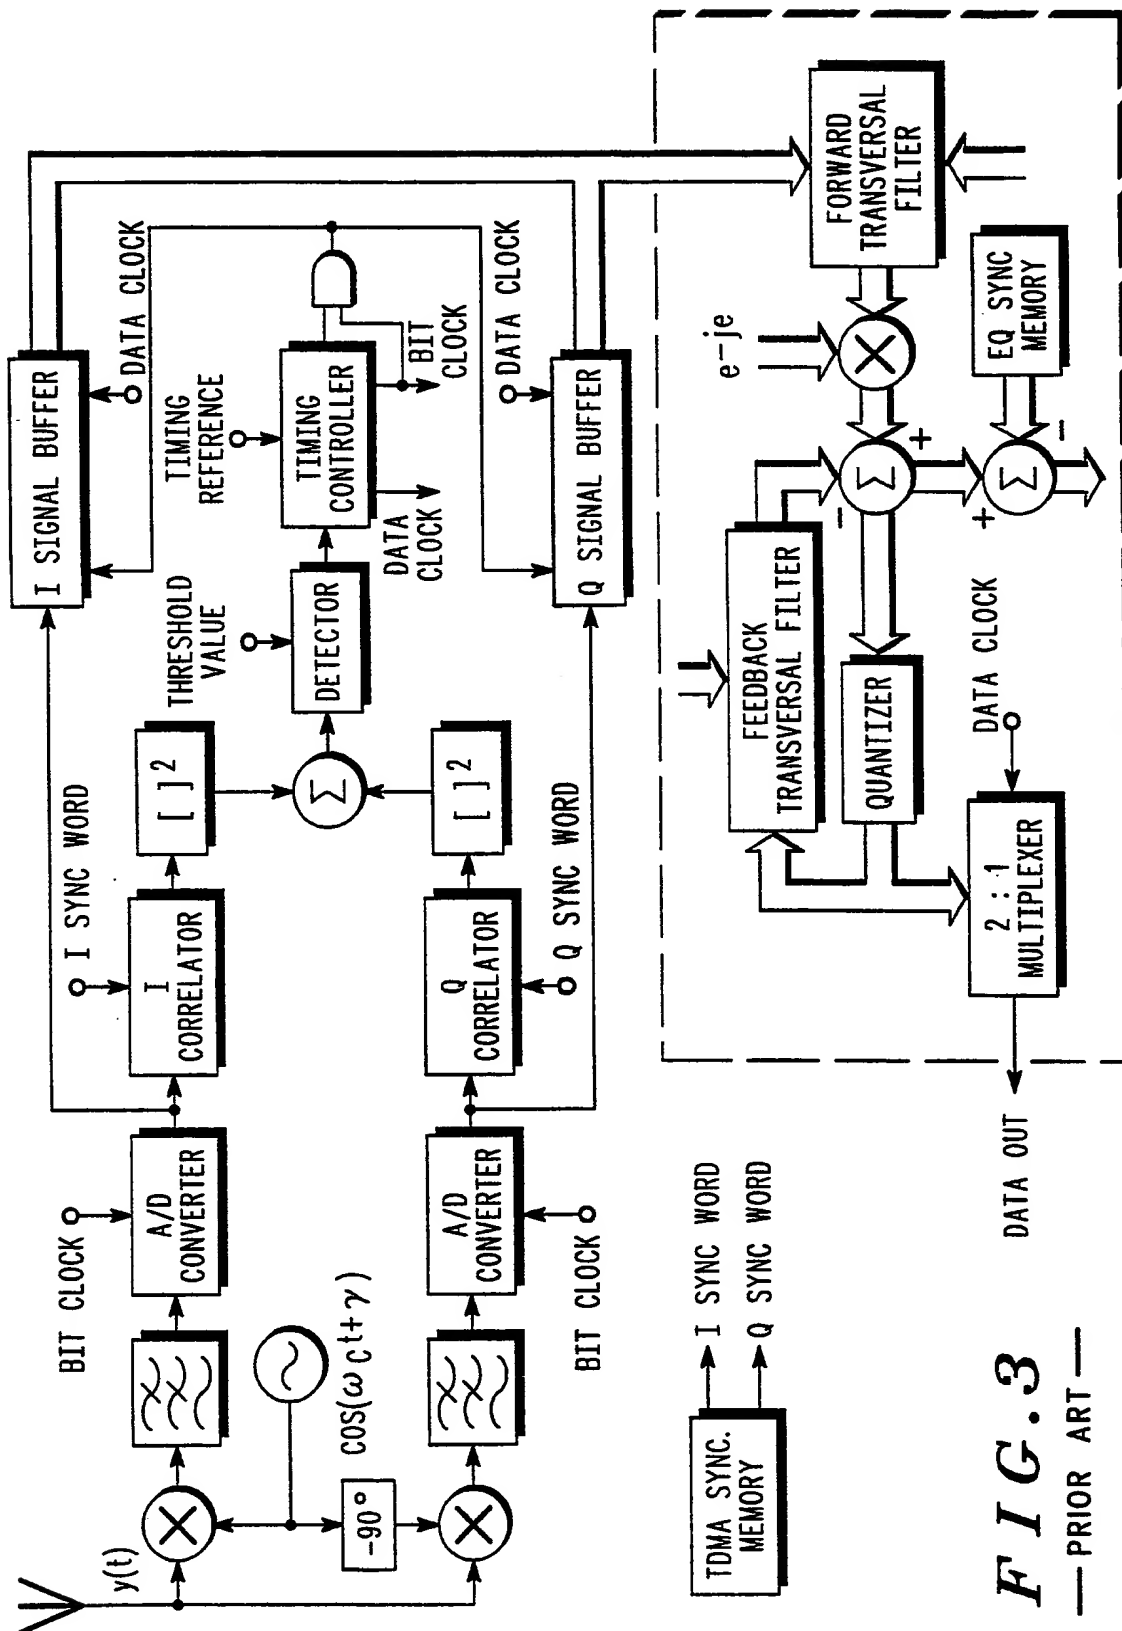 y(t)
BIT CLOCK
A/D
CONVERTER
I SYNC WORD
I
CORRELATOR
[ ]²
I SIGNAL BUFFER
DATA CLOCK
THRESHOLD
VALUE
DETECTOR
Σ
TIMING
REFERENCE
TIMING
CONTROLLER
DATA
CLOCK
BIT
CLOCK
COS(ω C t+ γ)
-90°
BIT CLOCK
A/D
CONVERTER
Q
CORRELATOR
Q SYNC WORD
[ ]²
Q SIGNAL BUFFER
DATA CLOCK
TDMA SYNC.
MEMORY
I SYNC WORD
Q SYNC WORD
FEEDBACK
TRANSVERSAL FILTER
e-je
FORWARD
TRANSVERSAL
FILTER
QUANTIZER
-
Σ
+
EQ SYNC
MEMORY
+
Σ
-
DATA CLOCK
2 : 1
MULTIPLEXER
DATA OUT
FIG.3
— PRIOR ART —